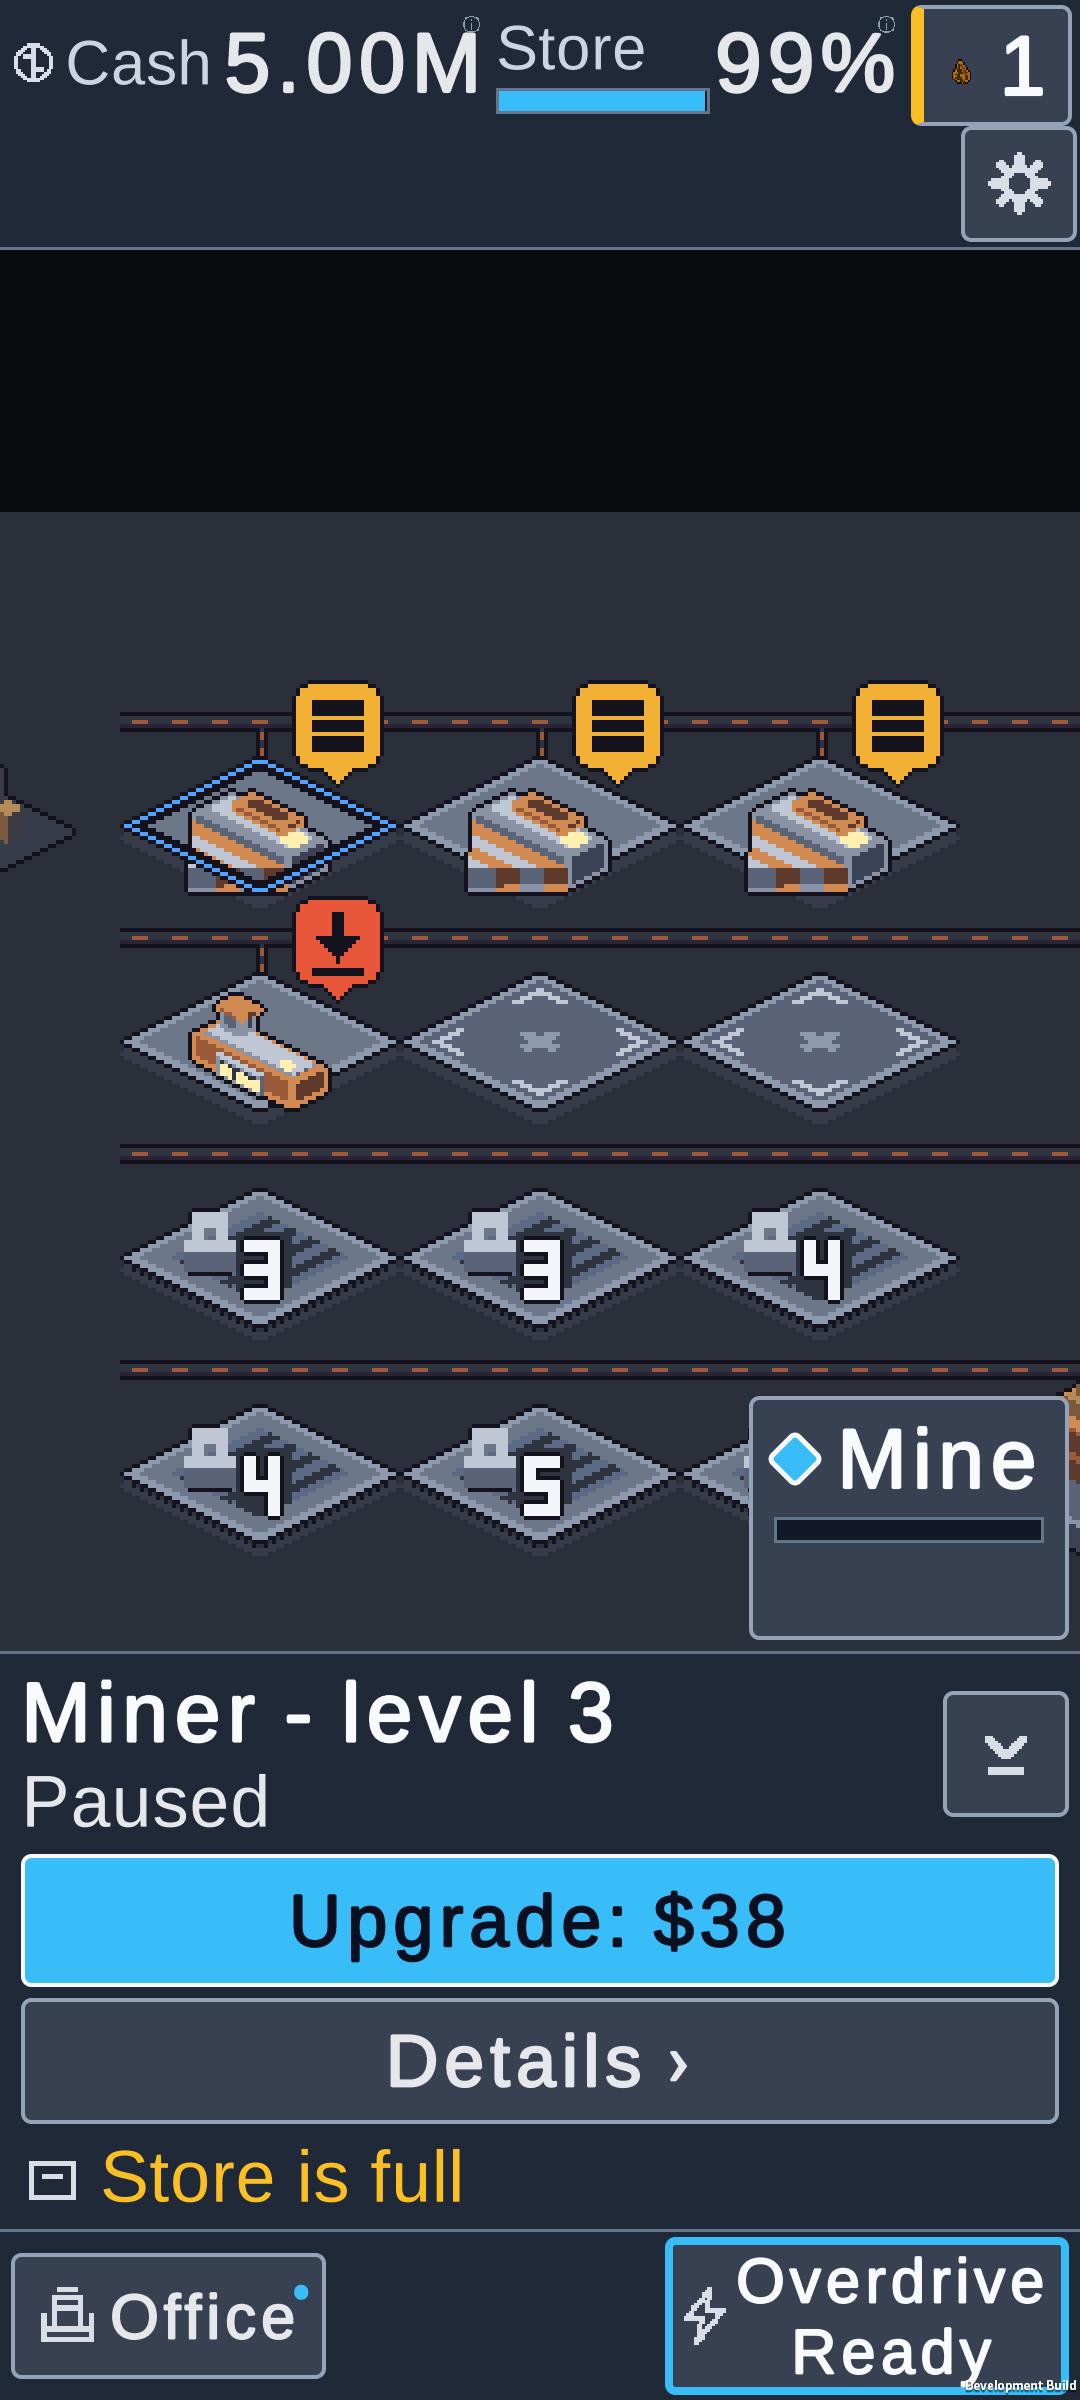 Cash 5.00M Store 99% 1
3 3 4
4 5
Mine
Miner - level 3
Paused
Upgrade: $38
Details ›
Store is full
Office
Overdrive
Ready
Development Build